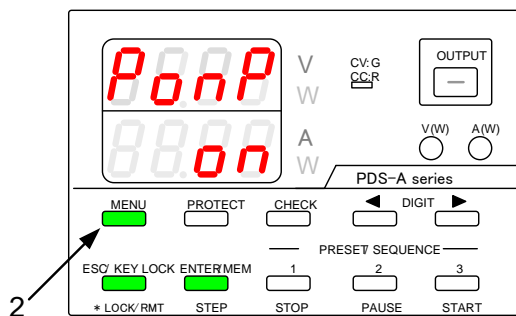 PonP
V
W
CV:G
CC:R
OUTPUT
on
A
W
V(W) A(W)
PDS-A series
MENU PROTECT CHECK ◀ DIGIT ▶
PRESET/ SEQUENCE
ESC/ KEY LOCK ENTER/MEM 1 2 3
2
* LOCK/RMT STEP STOP PAUSE START